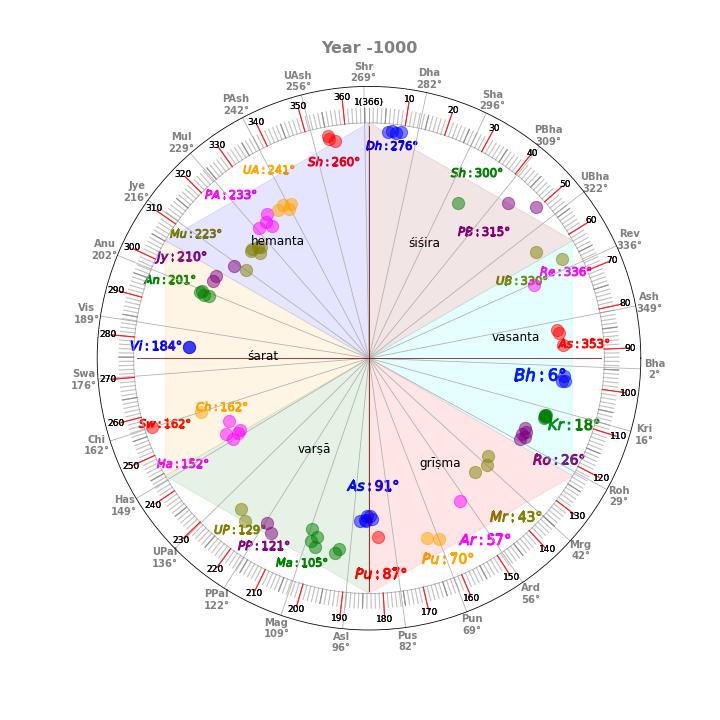 Year -1000
Shr
269°
Dha
282°
Sha
296°
PBha
309°
UBha
322°
Rev
336°
Ash
349°
Bha
2°
Kri
16°
Roh
29°
Mrg
42°
Ard
56°
Pun
69°
Pus
82°
Asl
96°
Mag
109°
PPal
122°
UPal
136°
Has
149°
Chi
162°
Swa
176°
Vis
189°
Anu
202°
Jye
216°
Mul
229°
PAsh
242°
UAsh
256°
1(366)
10
20
30
40
50
60
70
80
90
100
110
120
130
140
150
160
170
180
190
200
210
220
230
240
250
260
270
280
290
300
310
320
330
340
350
360
Dh:276°
Sh:300°
PB:315°
UB:330°
Re:336°
As:353°
Bh:6°
Kr:18°
Ro:26°
Mr:43°
Ar:57°
Pu:70°
Pu:87°
As:91°
Ma:105°
PP:121°
UP:129°
Ha:152°
Sw:162°
Ch:162°
Vi:184°
An:201°
Jy:210°
Mu:223°
PA:233°
UA:241°
Sh:260°
hemanta
śiśira
vasanta
grīṣma
varṣā
śarat